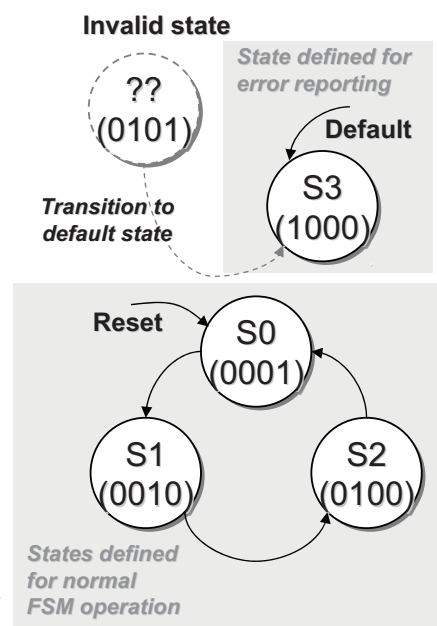 Invalid state
??
(0101)
State defined for
error reporting
Default
S3
(1000)
Transition to
default state
Reset
S0
(0001)
S1
(0010)
S2
(0100)
States defined
for normal
FSM operation